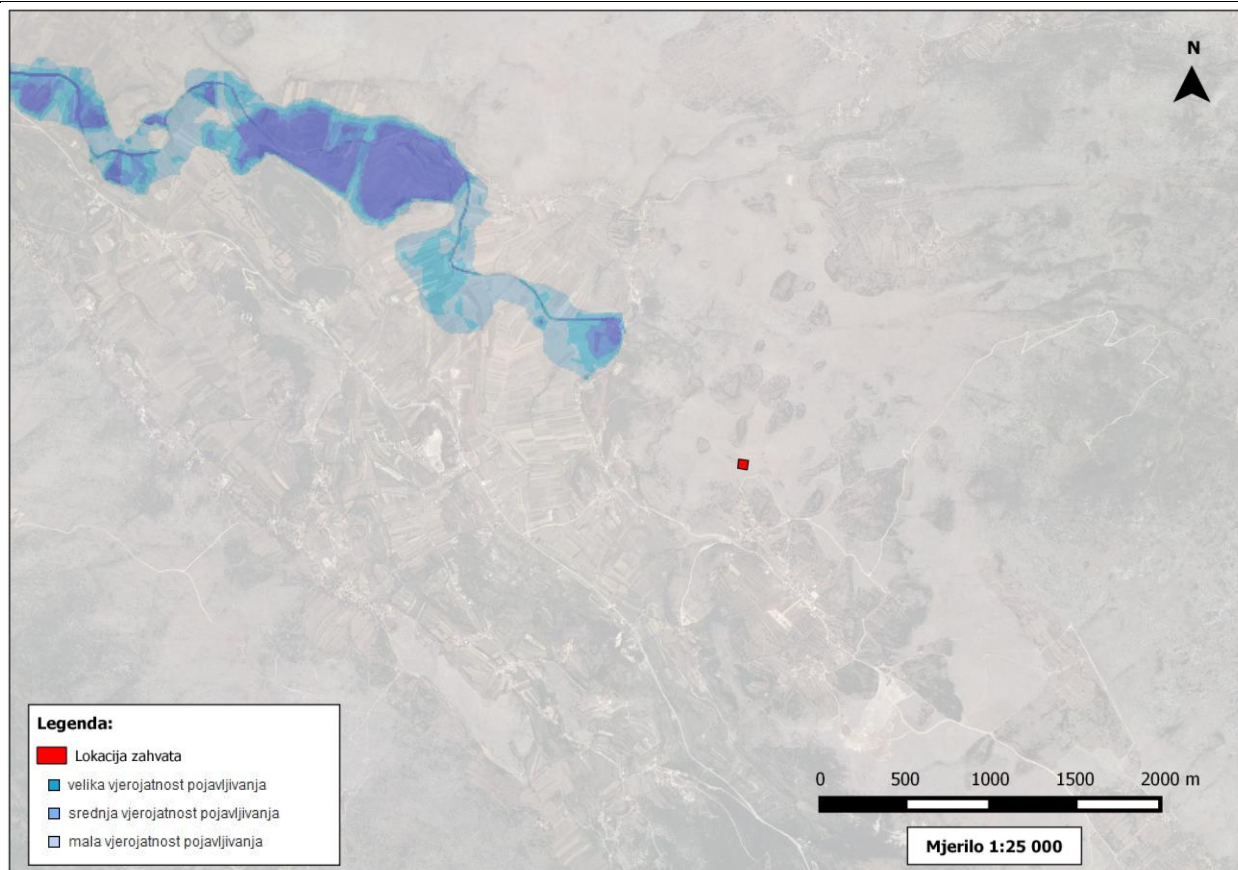 N
Legenda:
Lokacija zahvata
velika vjerojatnost pojavljivanja
srednja vjerojatnost pojavljivanja
mala vjerojatnost pojavljivanja
0 500 1000 1500 2000 m
Mjerilo 1:25 000